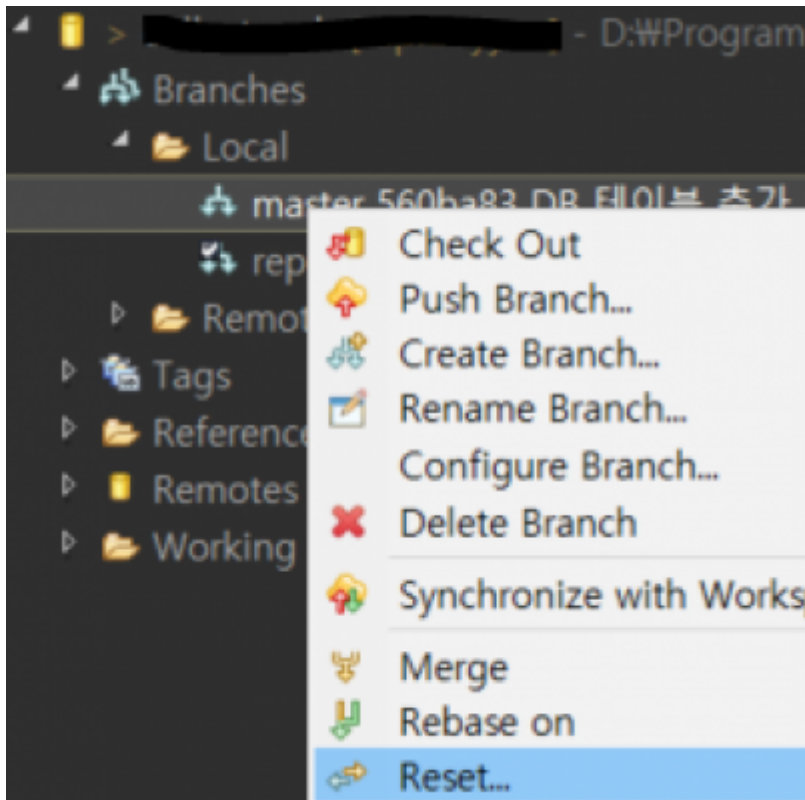 > - D:₩Program
Branches
Local
master 560ba83 DB 테이블 추가
rep
Remot
Tags
Reference
Remotes
Working
Check Out
Push Branch...
Create Branch...
Rename Branch...
Configure Branch...
Delete Branch
Synchronize with Works
Merge
Rebase on
Reset...